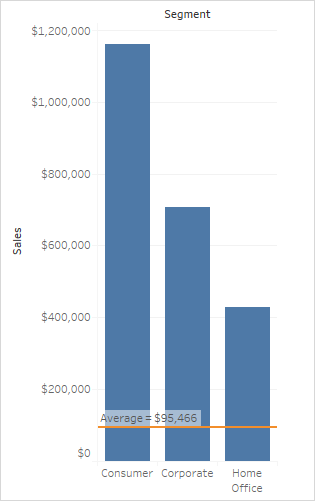 Segment
$1,200,000
$1,000,000
$800,000
$600,000
$400,000
$200,000
$0
Sales
Average = $95,466
Consumer
Corporate
Home
Office